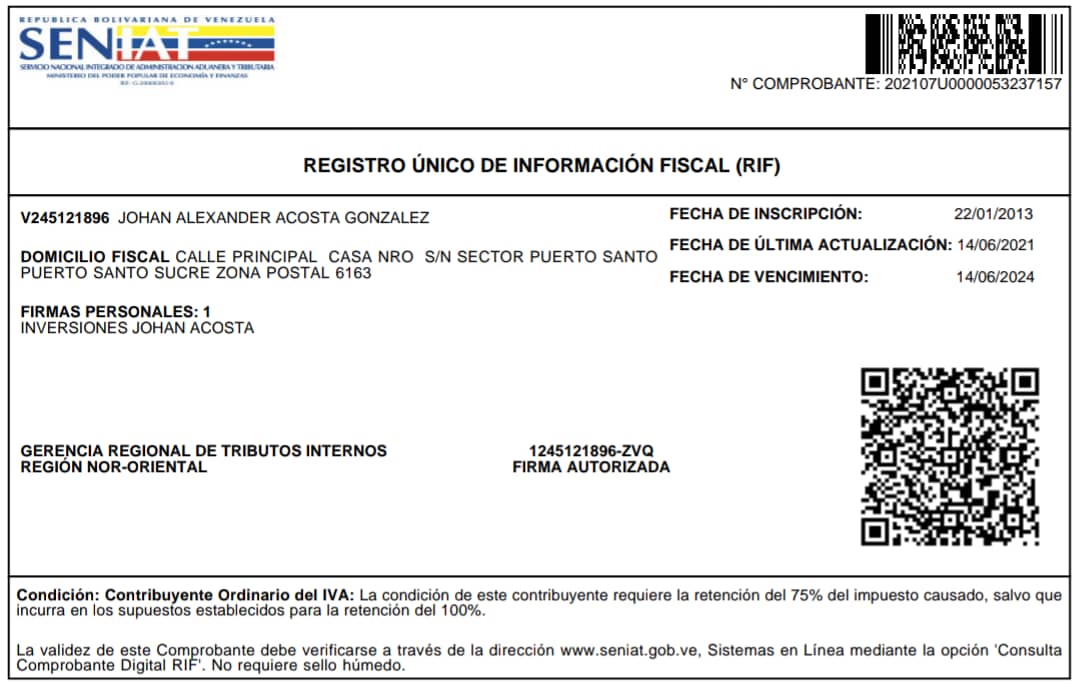 REPUBLICA BOLIVARIANA DE VENEZUELA
SENIAT
SERVICIO NACIONAL INTEGRADO DE ADMINISTRACION ADUANERA Y TRIBUTARIA
MINISTERIO DEL PODER POPULAR DE ECONOMÍA Y FINANZAS
N° COMPROBANTE: 202107U0000053237157
REGISTRO ÚNICO DE INFORMACIÓN FISCAL (RIF)
V245121896 JOHAN ALEXANDER ACOSTA GONZALEZ
FECHA DE INSCRIPCIÓN: 22/01/2013
DOMICILIO FISCAL CALLE PRINCIPAL CASA NRO S/N SECTOR PUERTO SANTO
PUERTO SANTO SUCRE ZONA POSTAL 6163
FECHA DE ÚLTIMA ACTUALIZACIÓN: 14/06/2021
FECHA DE VENCIMIENTO: 14/06/2024
FIRMAS PERSONALES: 1
INVERSIONES JOHAN ACOSTA
GERENCIA REGIONAL DE TRIBUTOS INTERNOS
REGIÓN NOR-ORIENTAL
1245121896-ZVQ
FIRMA AUTORIZADA
Condición: Contribuyente Ordinario del IVA: La condición de este contribuyente requiere la retención del 75% del impuesto causado, salvo que
incurra en los supuestos establecidos para la retención del 100%.
La validez de este Comprobante debe verificarse a través de la dirección www.seniat.gob.ve, Sistemas en Línea mediante la opción 'Consulta
Comprobante Digital RIF'. No requiere sello húmedo.